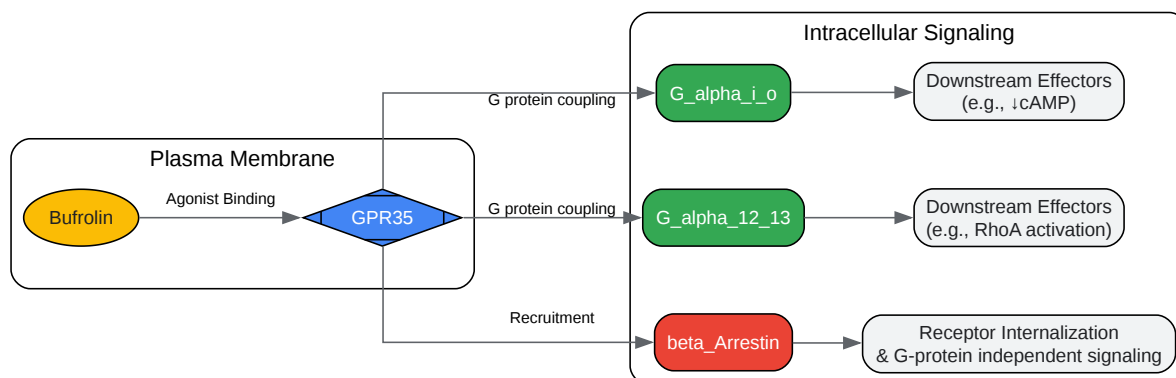 Intracellular Signaling
G protein coupling
G_alpha_i_o
Downstream Effectors
(e.g., ↓cAMP)
Plasma Membrane
Bufrolin
Agonist Binding
GPR35
G protein coupling
G_alpha_12_13
Downstream Effectors
(e.g., RhoA activation)
Recruitment
beta_Arrestin
Receptor Internalization
& G-protein independent signaling